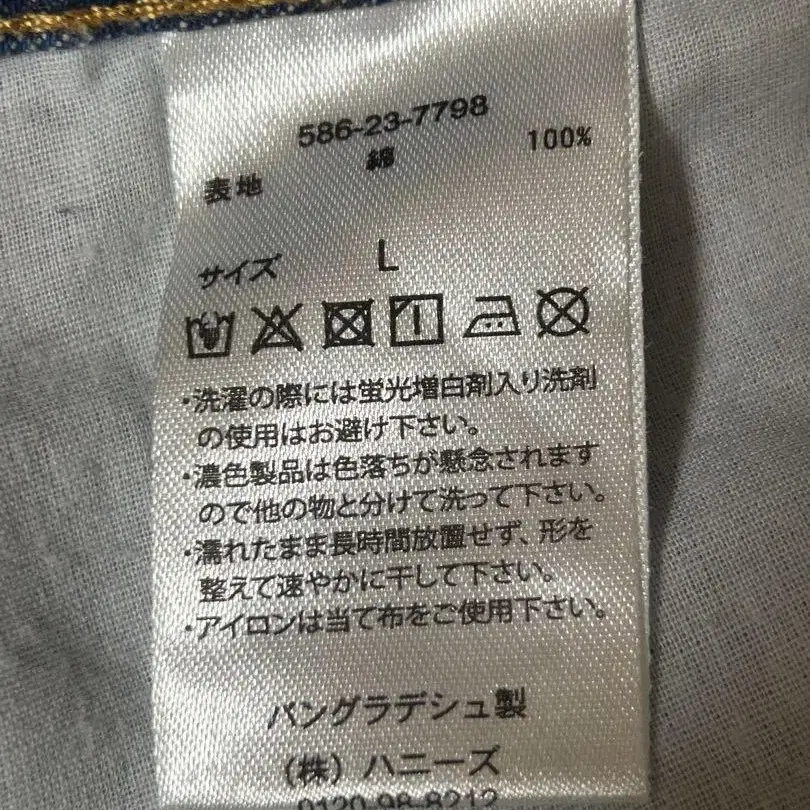 586-23-7798
表地 綿 100%
サイズ L
・洗濯の際には蛍光増白剤入り洗剤
の使用はお避け下さい。
・濃色製品は色落ちが懸念されます
ので他の物と分けて洗って下さい。
・濡れたまま長時間放置せず、形を
整えて速やかに干して下さい。
・アイロンは当て布をご使用下さい。
バングラデシュ製
（株）ハニーズ
0120-98-8212